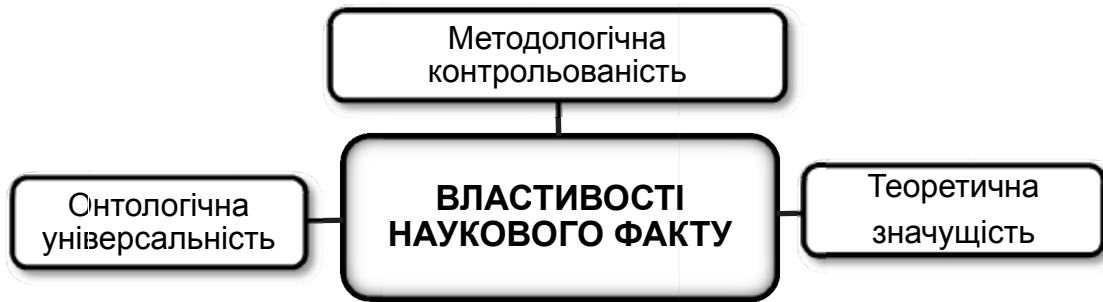 Методологічна
контрольованість
Онтологічна
універсальність
ВЛАСТИВОСТІ
НАУКОВОГО ФАКТУ
Теоретична
значущість